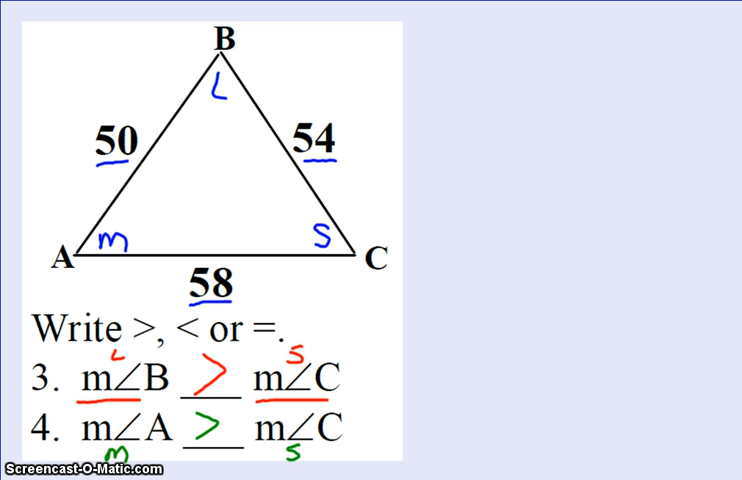 B
L
50 54
A m S C
58
Write >, < or =.
L S
3. m∠B > m∠C
4. m∠A > m∠C
m S
Screencast-O-Matic.com